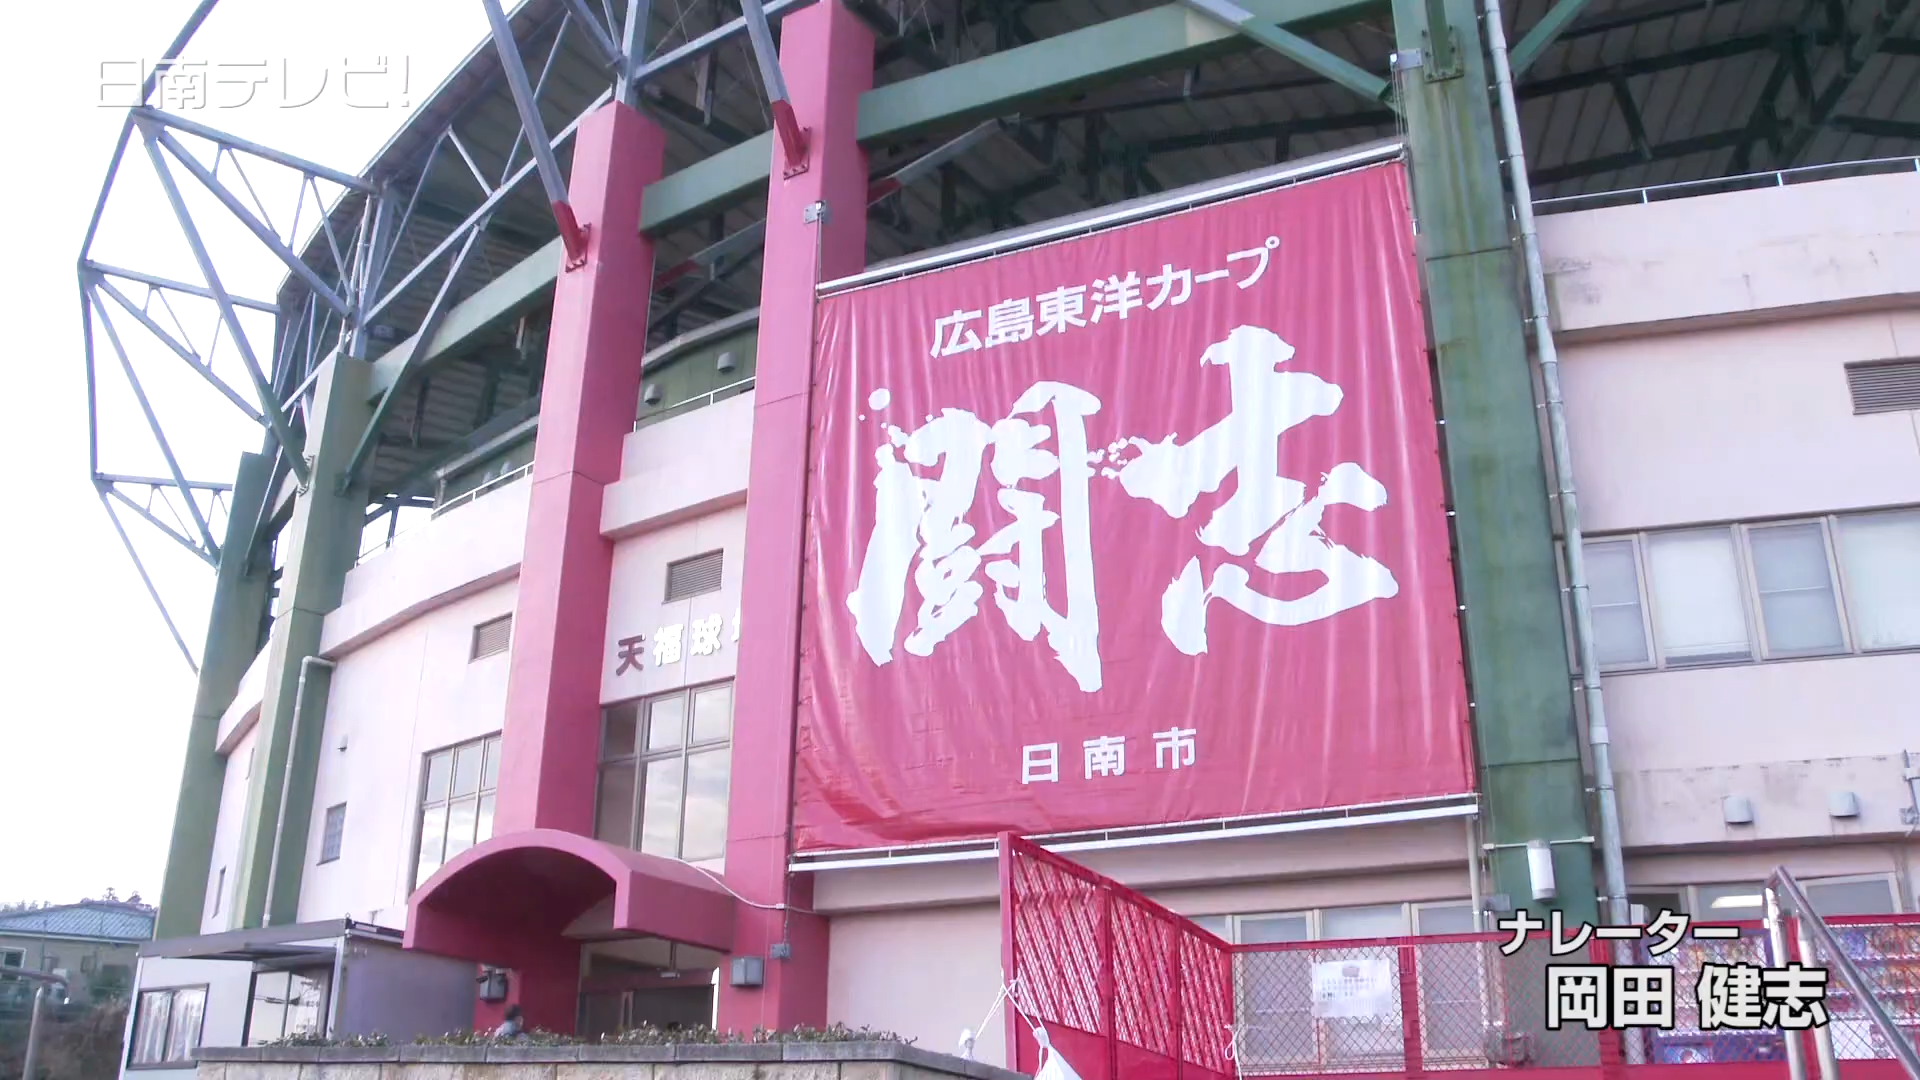 日南テレビ!
広島東洋カープ
闘志
日南市
天福球
ナレーター
岡田 健志